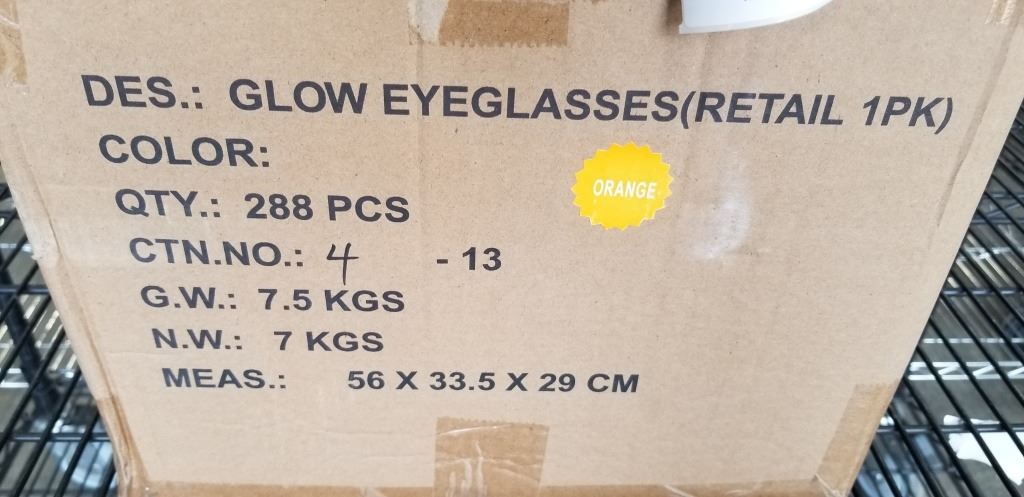 DES.: GLOW EYEGLASSES(RETAIL 1PK)
COLOR:
ORANGE
QTY.: 288 PCS
CTN.NO.: 4 - 13
G.W.: 7.5 KGS
N.W.: 7 KGS
MEAS.: 56 X 33.5 X 29 CM